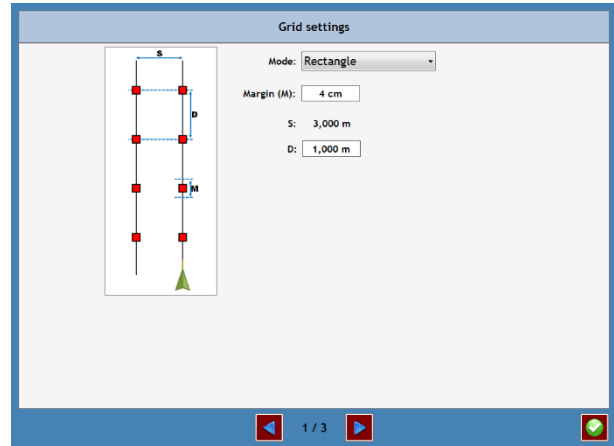 Grid settings
S
D
M
Mode: Rectangle
Margin (M): 4 cm
S: 3,000 m
D: 1,000 m
1 / 3